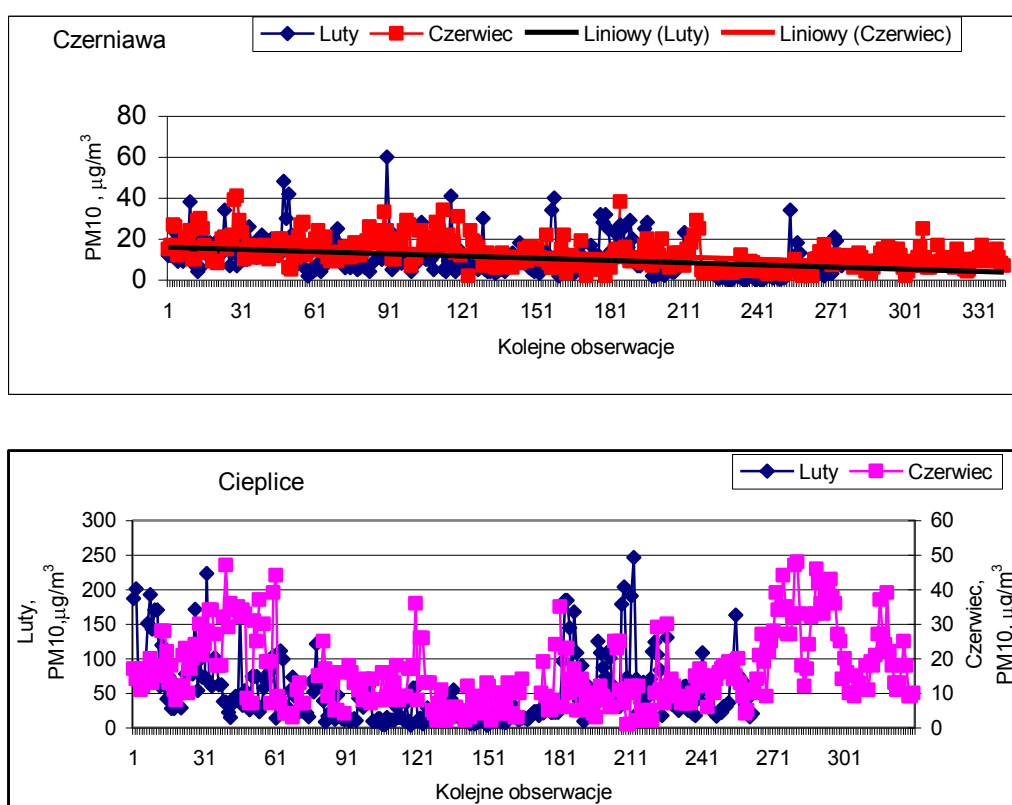 Czerniawa
Luty Czerwiec Liniowy (Luty) Liniowy (Czerwiec)
PM10 , µg/m³
80
60
40
20
0
1 31 61 91 121 151 181 211 241 271 301 331
Kolejne obserwacje
Cieplice
Luty Czerwiec
Luty,
PM10,µg/m³
300
250
200
150
100
50
0
60
50
40
30
20
10
0
Czerwiec,
PM10, µg/m³
1 31 61 91 121 151 181 211 241 271 301
Kolejne obserwacje